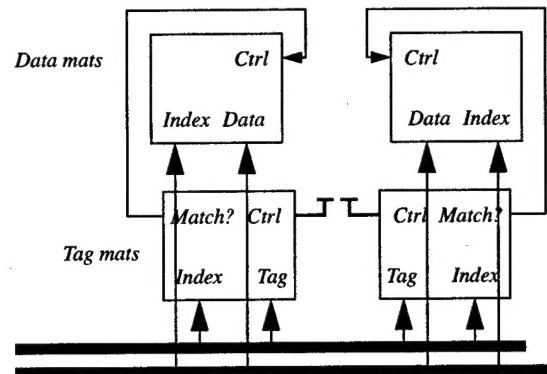 Data mats
Ctrl
Ctrl
Index Data
Data Index
Match? Ctrl
Ctrl Match?
Tag mats
Index Tag
Tag Index